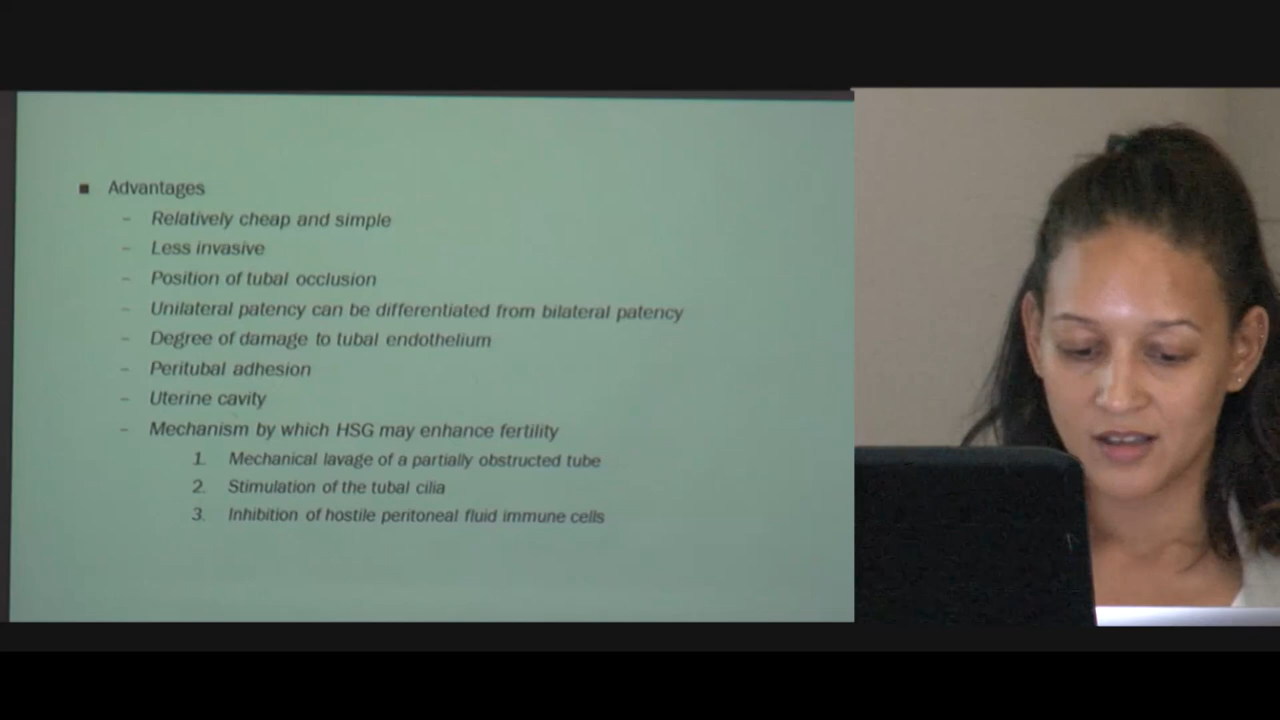 ■ Advantages
– Relatively cheap and simple
– Less invasive
– Position of tubal occlusion
– Unilateral patency can be differentiated from bilateral patency
– Degree of damage to tubal endothelium
– Peritubal adhesion
– Uterine cavity
– Mechanism by which HSG may enhance fertility
1. Mechanical lavage of a partially obstructed tube
2. Stimulation of the tubal cilia
3. Inhibition of hostile peritoneal fluid immune cells